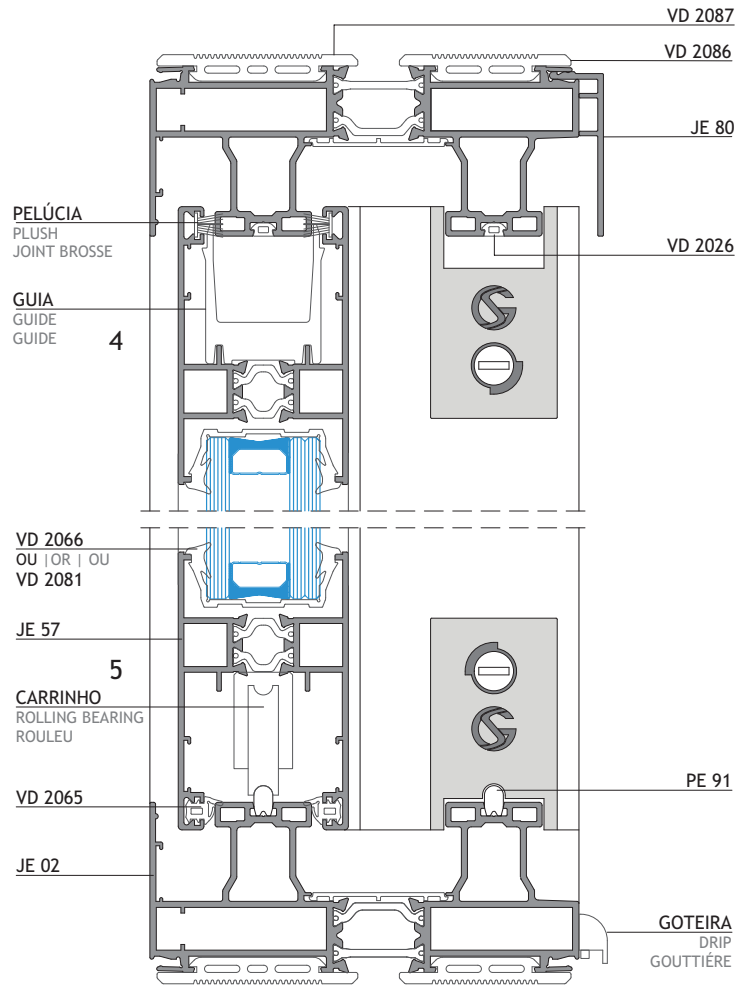 VD 2087
VD 2086
JE 80
PELÚCIA
PLUSH
JOINT BROSSE
VD 2026
GUIA
GUIDE
GUIDE
4
VD 2066
OU | OR | OU
VD 2081
JE 57
5
CARRINHO
ROLLING BEARING
ROULEU
PE 91
VD 2065
JE 02
GOTEIRA
DRIP
GOUTTIÉRE